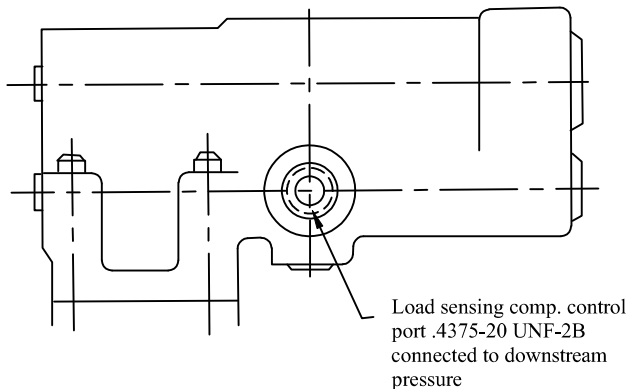 Load sensing comp. control
port .4375-20 UNF-2B
connected to downstream
pressure